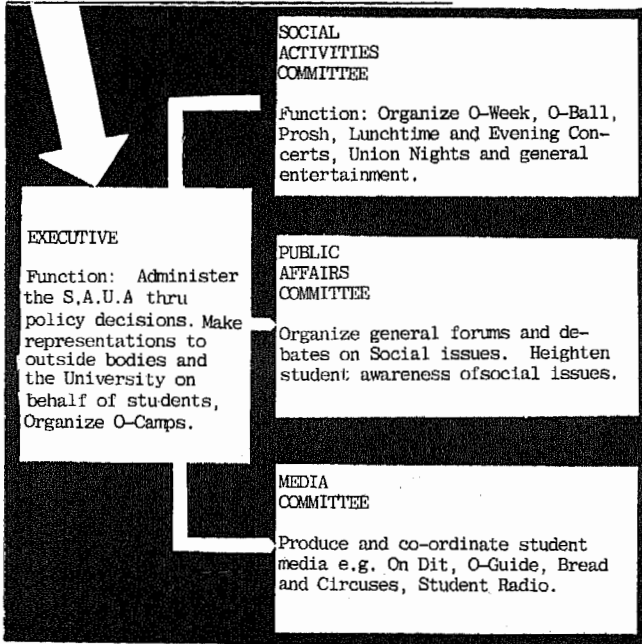 SOCIAL
ACTIVITIES
COMMITTEE
Function: Organize O-Week, O-Ball,
Prosh, Lunchtime and Evening Con-
certs, Union Nights and general
entertainment.
EXECUTIVE
Function: Administer
the S.A.U.A thru
policy decisions. Make
representations to
outside bodies and
the University on
behalf of students,
Organize O-Camps.
PUBLIC
AFFAIRS
COMMITTEE
Organize general forums and de-
bates on Social issues. Heighten
student awareness ofsocial issues.
MEDIA
COMMITTEE
Produce and co-ordinate student
media e.g. On Dit, O-Guide, Bread
and Circuses, Student Radio.